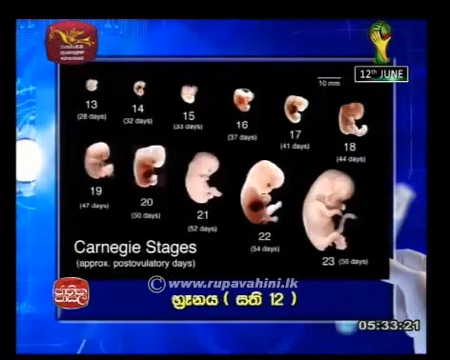 12TH JUNE
10 mm
13
(28 days)
14
(32 days)
15
(33 days)
16
(37 days)
17
(41 days)
18
(44 days)
19
(47 days)
20
(50 days)
21
(52 days)
22
(54 days)
23 (56 days)
Carnegie Stages
(approx. postovulatory days)
© www.rupavahini.lk
භ්‍රෑනය ( සති 12 )
05:33:21